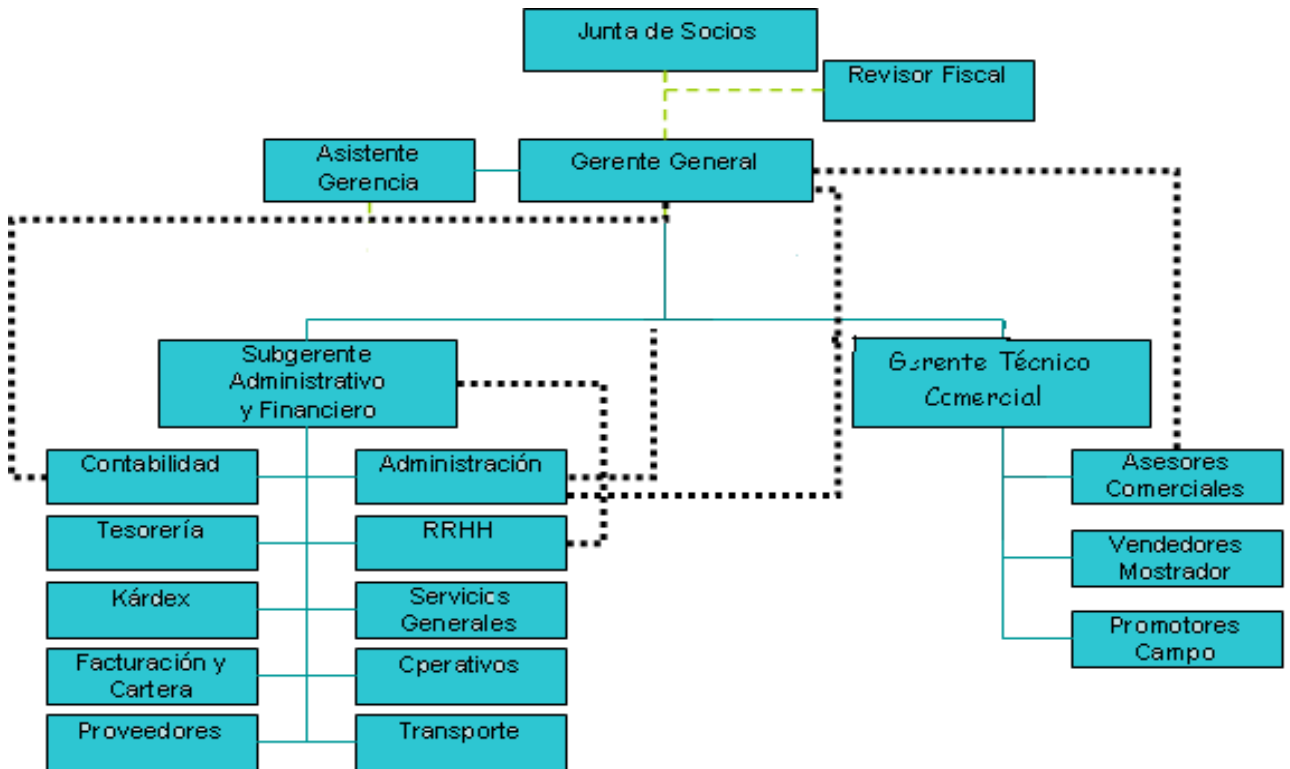 Junta de Socios
Revisor Fiscal
Asistente
Gerencia
Gerente General
Subgerente
Administrativo
y Financiero
Gerente Técnico
Comercial
Contabilidad
Administración
Asesores
Comerciales
Tesorería
RRHH
Vendedores
Mostrador
Kárdex
Servicios
Generales
Promotores
Campo
Facturación y
Cartera
Cperativos
Proveedores
Transporte